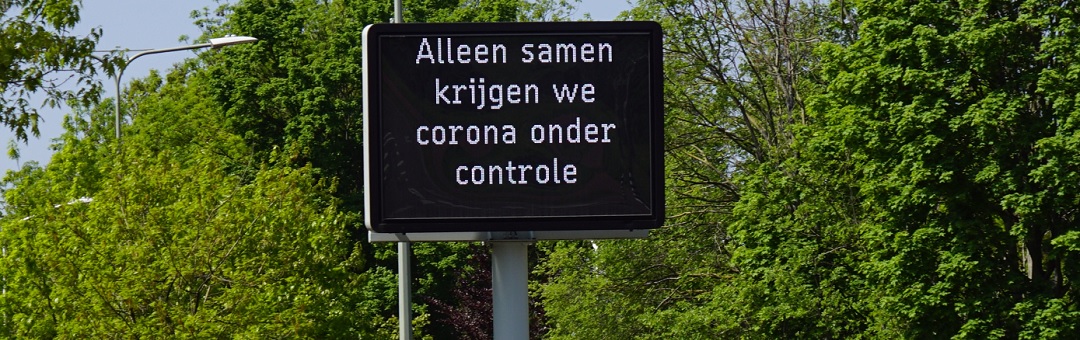 Alleen samen
krijgen we
corona onder
controle